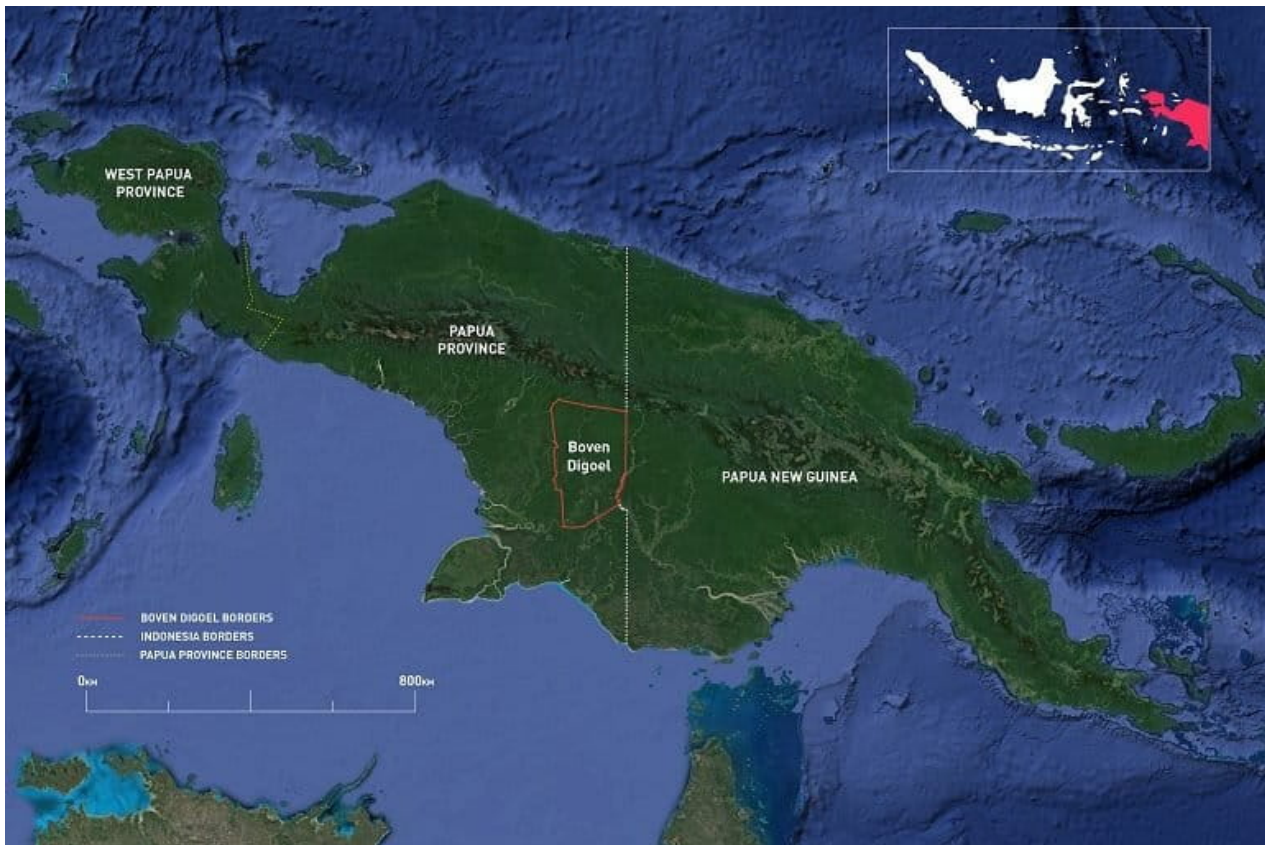 WEST PAPUA
PROVINCE
PAPUA
PROVINCE
Boven
Digoel
PAPUA NEW GUINEA
BOVEN DIGOEL BORDERS
INDONESIA BORDERS
PAPUA PROVINCE BORDERS
0KM
800KM